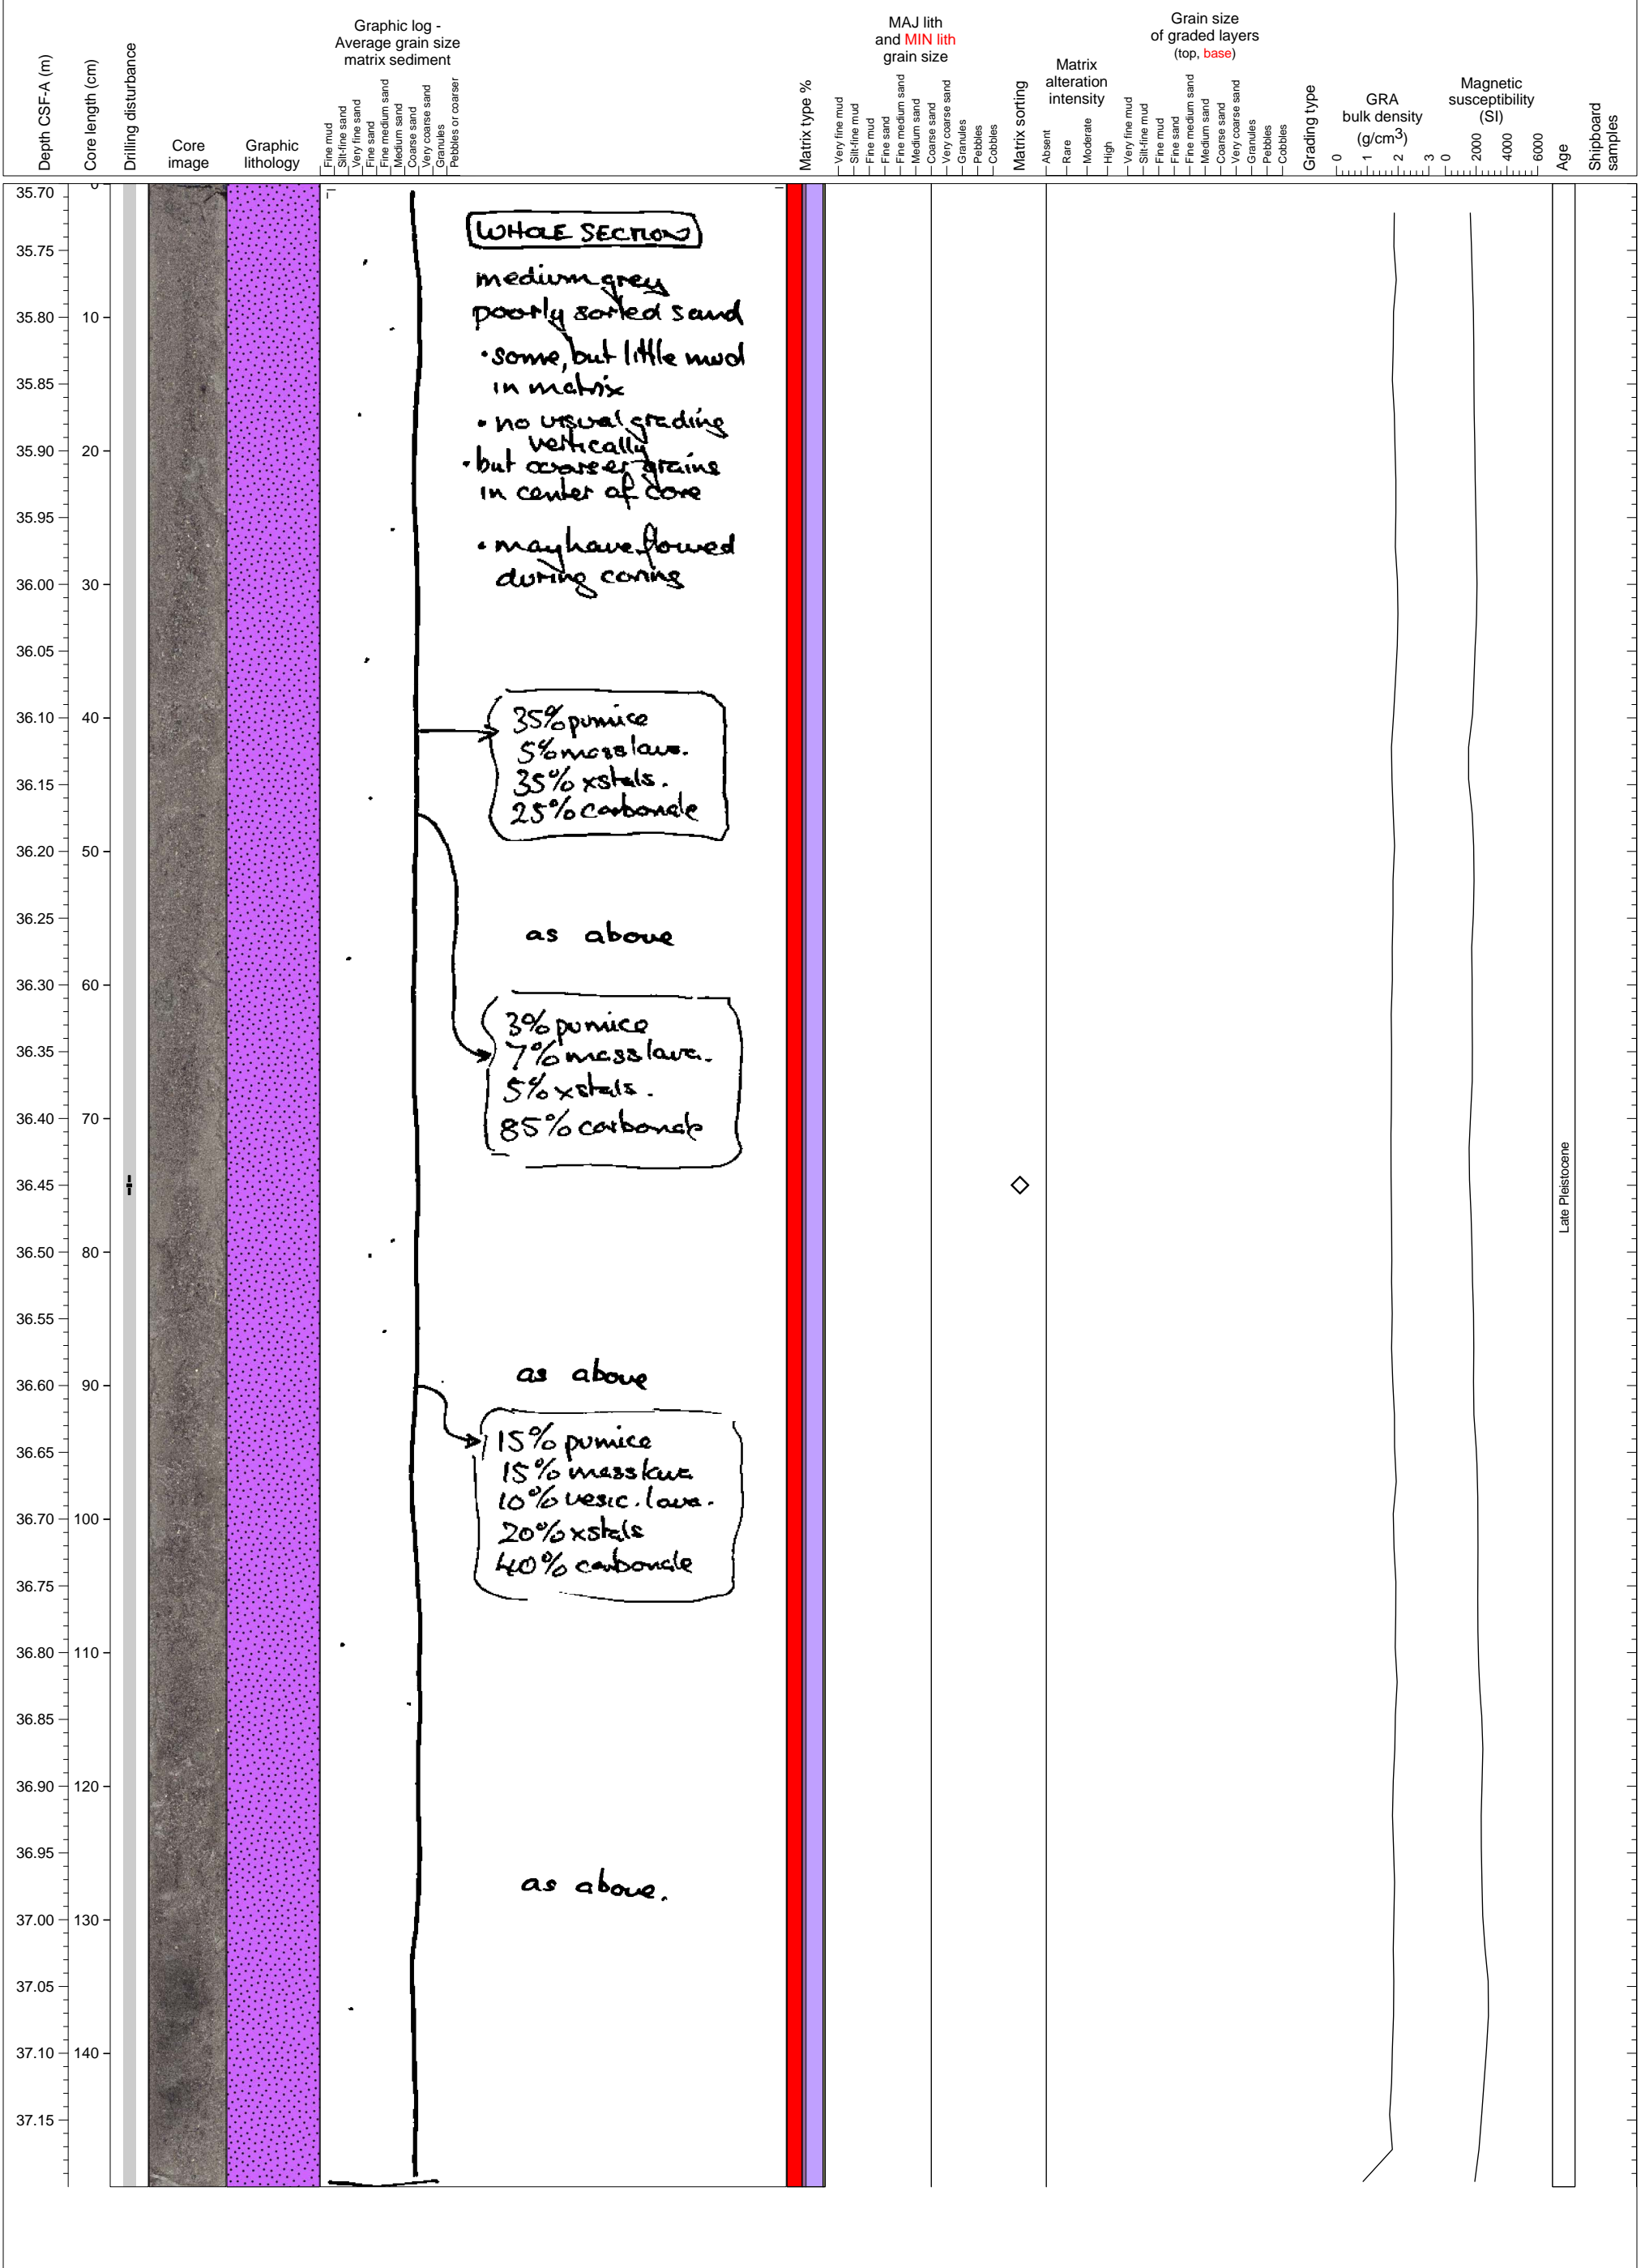 Depth CSF-A (m)
Core length (cm)
Drilling disturbance
Core
image
Graphic
lithology
Graphic log -
Average grain size
matrix sediment
Fine mud
Silt-fine sand
Very fine sand
Fine sand
Fine medium sand
Medium sand
Coarse sand
Very coarse sand
Granules
Pebbles or coarser
Matrix type %
MAJ lith
and MIN lith
grain size
Very fine mud
Silt-fine mud
Fine mud
Fine sand
Fine medium sand
Medium sand
Coarse sand
Very coarse sand
Granules
Pebbles
Cobbles
Matrix sorting
Matrix
alteration
intensity
Absent
Rare
Moderate
High
Grain size
of graded layers
(top, base)
Very fine mud
Silt-fine mud
Fine mud
Fine sand
Fine medium sand
Medium sand
Coarse sand
Very coarse sand
Granules
Pebbles
Cobbles
Grading type
GRA
bulk density
(g/cm3)
0 1 2 3
Magnetic
susceptibility
(SI)
0 2000 4000 6000
Age
Shipboard
samples
35.70 0
35.75
35.80 10
35.85
35.90 20
35.95
36.00 30
36.05
36.10 40
36.15
36.20 50
36.25
36.30 60
36.35
36.40 70
36.45
36.50 80
36.55
36.60 90
36.65
36.70 100
36.75
36.80 110
36.85
36.90 120
36.95
37.00 130
37.05
37.10 140
37.15
WHOLE SECTION
medium grey
poorly sorted sand
• some, but little mud
in matrix
• no visual grading
vertically
• but coarser grains
in center of core
• may have flowed
during coring
35% pumice
5% mass lava.
35% xstals.
25% carbonate
as above
3% pumice
7% mass lava.
5% xstals.
85% carbonate
as above
15% pumice
15% mass lava
10% vesic. lava.
20% xstals
40% carbonate
as above.
Late Pleistocene